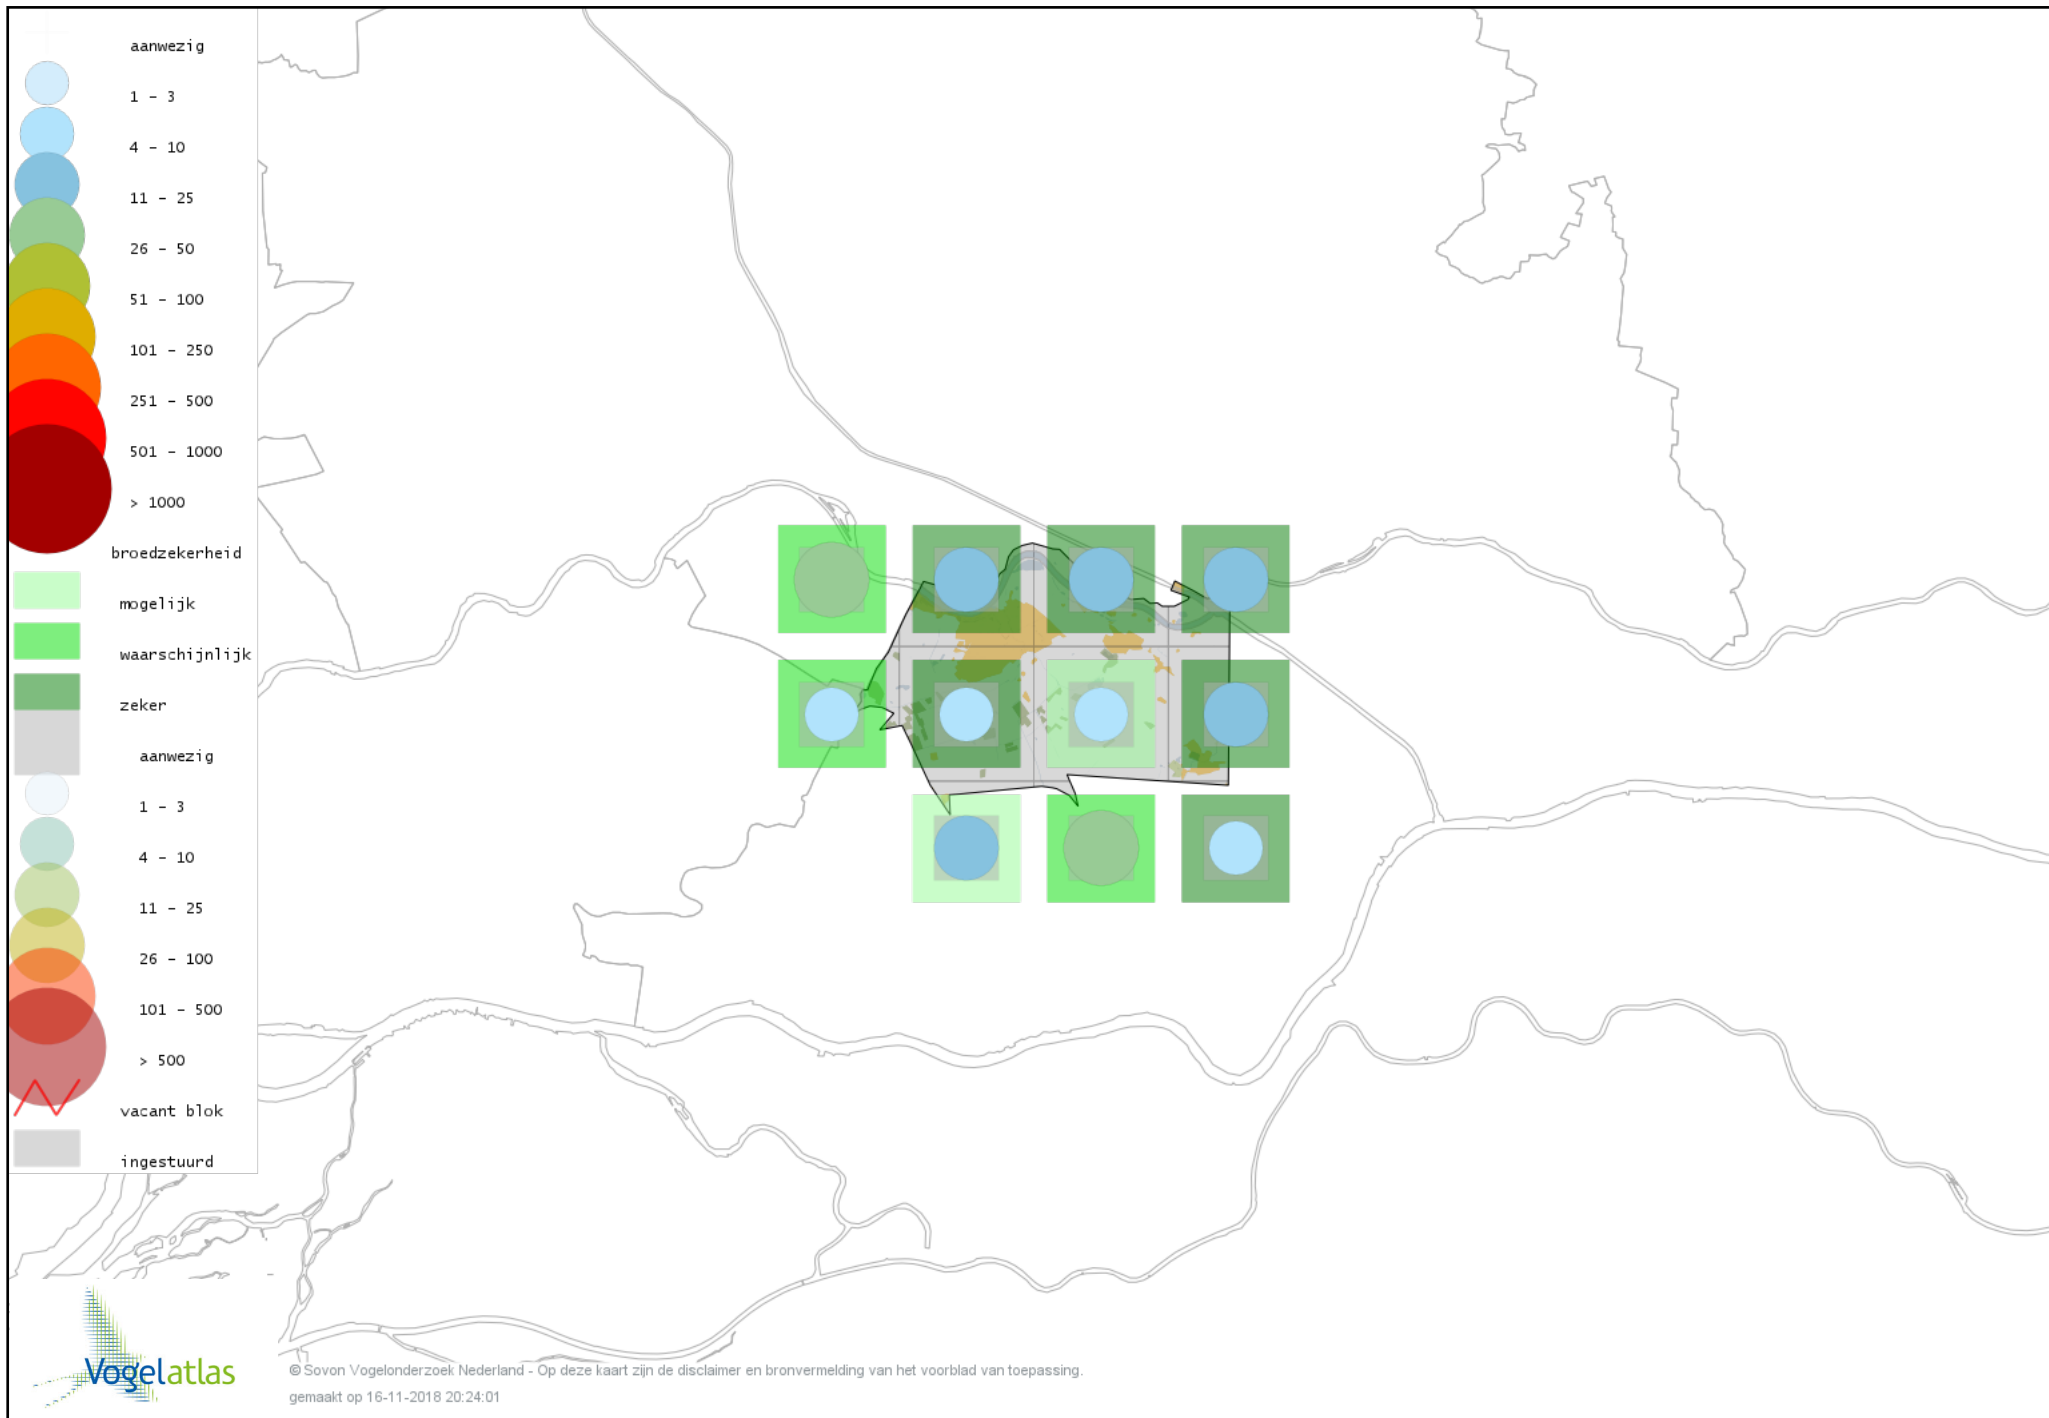 aanwezig
1 - 3
4 - 10
11 - 25
26 - 50
51 - 100
101 - 250
251 - 500
501 - 1000
> 1000
broedzekerheid
mogelijk
waarschijnlijk
zeker
aanwezig
1 - 3
4 - 10
11 - 25
26 - 100
101 - 500
> 500
vacant blok
ingestuurd
Vogelatlas
© Sovon Vogelonderzoek Nederland - Op deze kaart zijn de disclaimer en bronvermelding van het voorblad van toepassing.
gemaakt op 16-11-2018 20:24:01